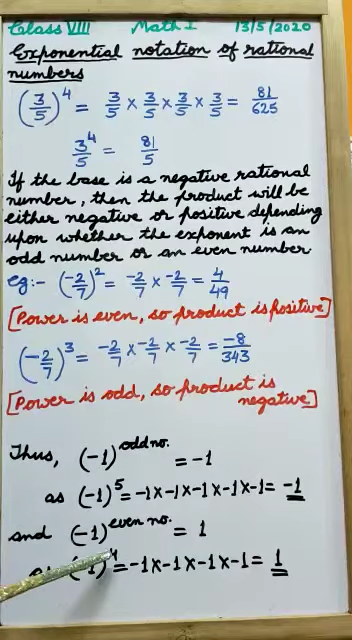 Class VIII Math I 13/5/2020
Exponential notation of rational
numbers
(3/5)^4 = 3/5 × 3/5 × 3/5 × 3/5 = 81/625
3^4/5 = 81/5
If the base is a negative rational
number, then the product will be
either negative or positive depending
upon whether the exponent is an
odd number or an even number
eg:- (-2/7)^2 = -2/7 × -2/7 = 4/49
[Power is even, so product is positive]
(-2/7)^3 = -2/7 × -2/7 × -2/7 = -8/343
[Power is odd, so product is
negative]
Thus, (-1)^odd no. = -1
as (-1)^5 = -1×-1×-1×-1×-1 = -1
and (-1)^even no. = 1
as (-1)^4 = -1×-1×-1×-1 = 1